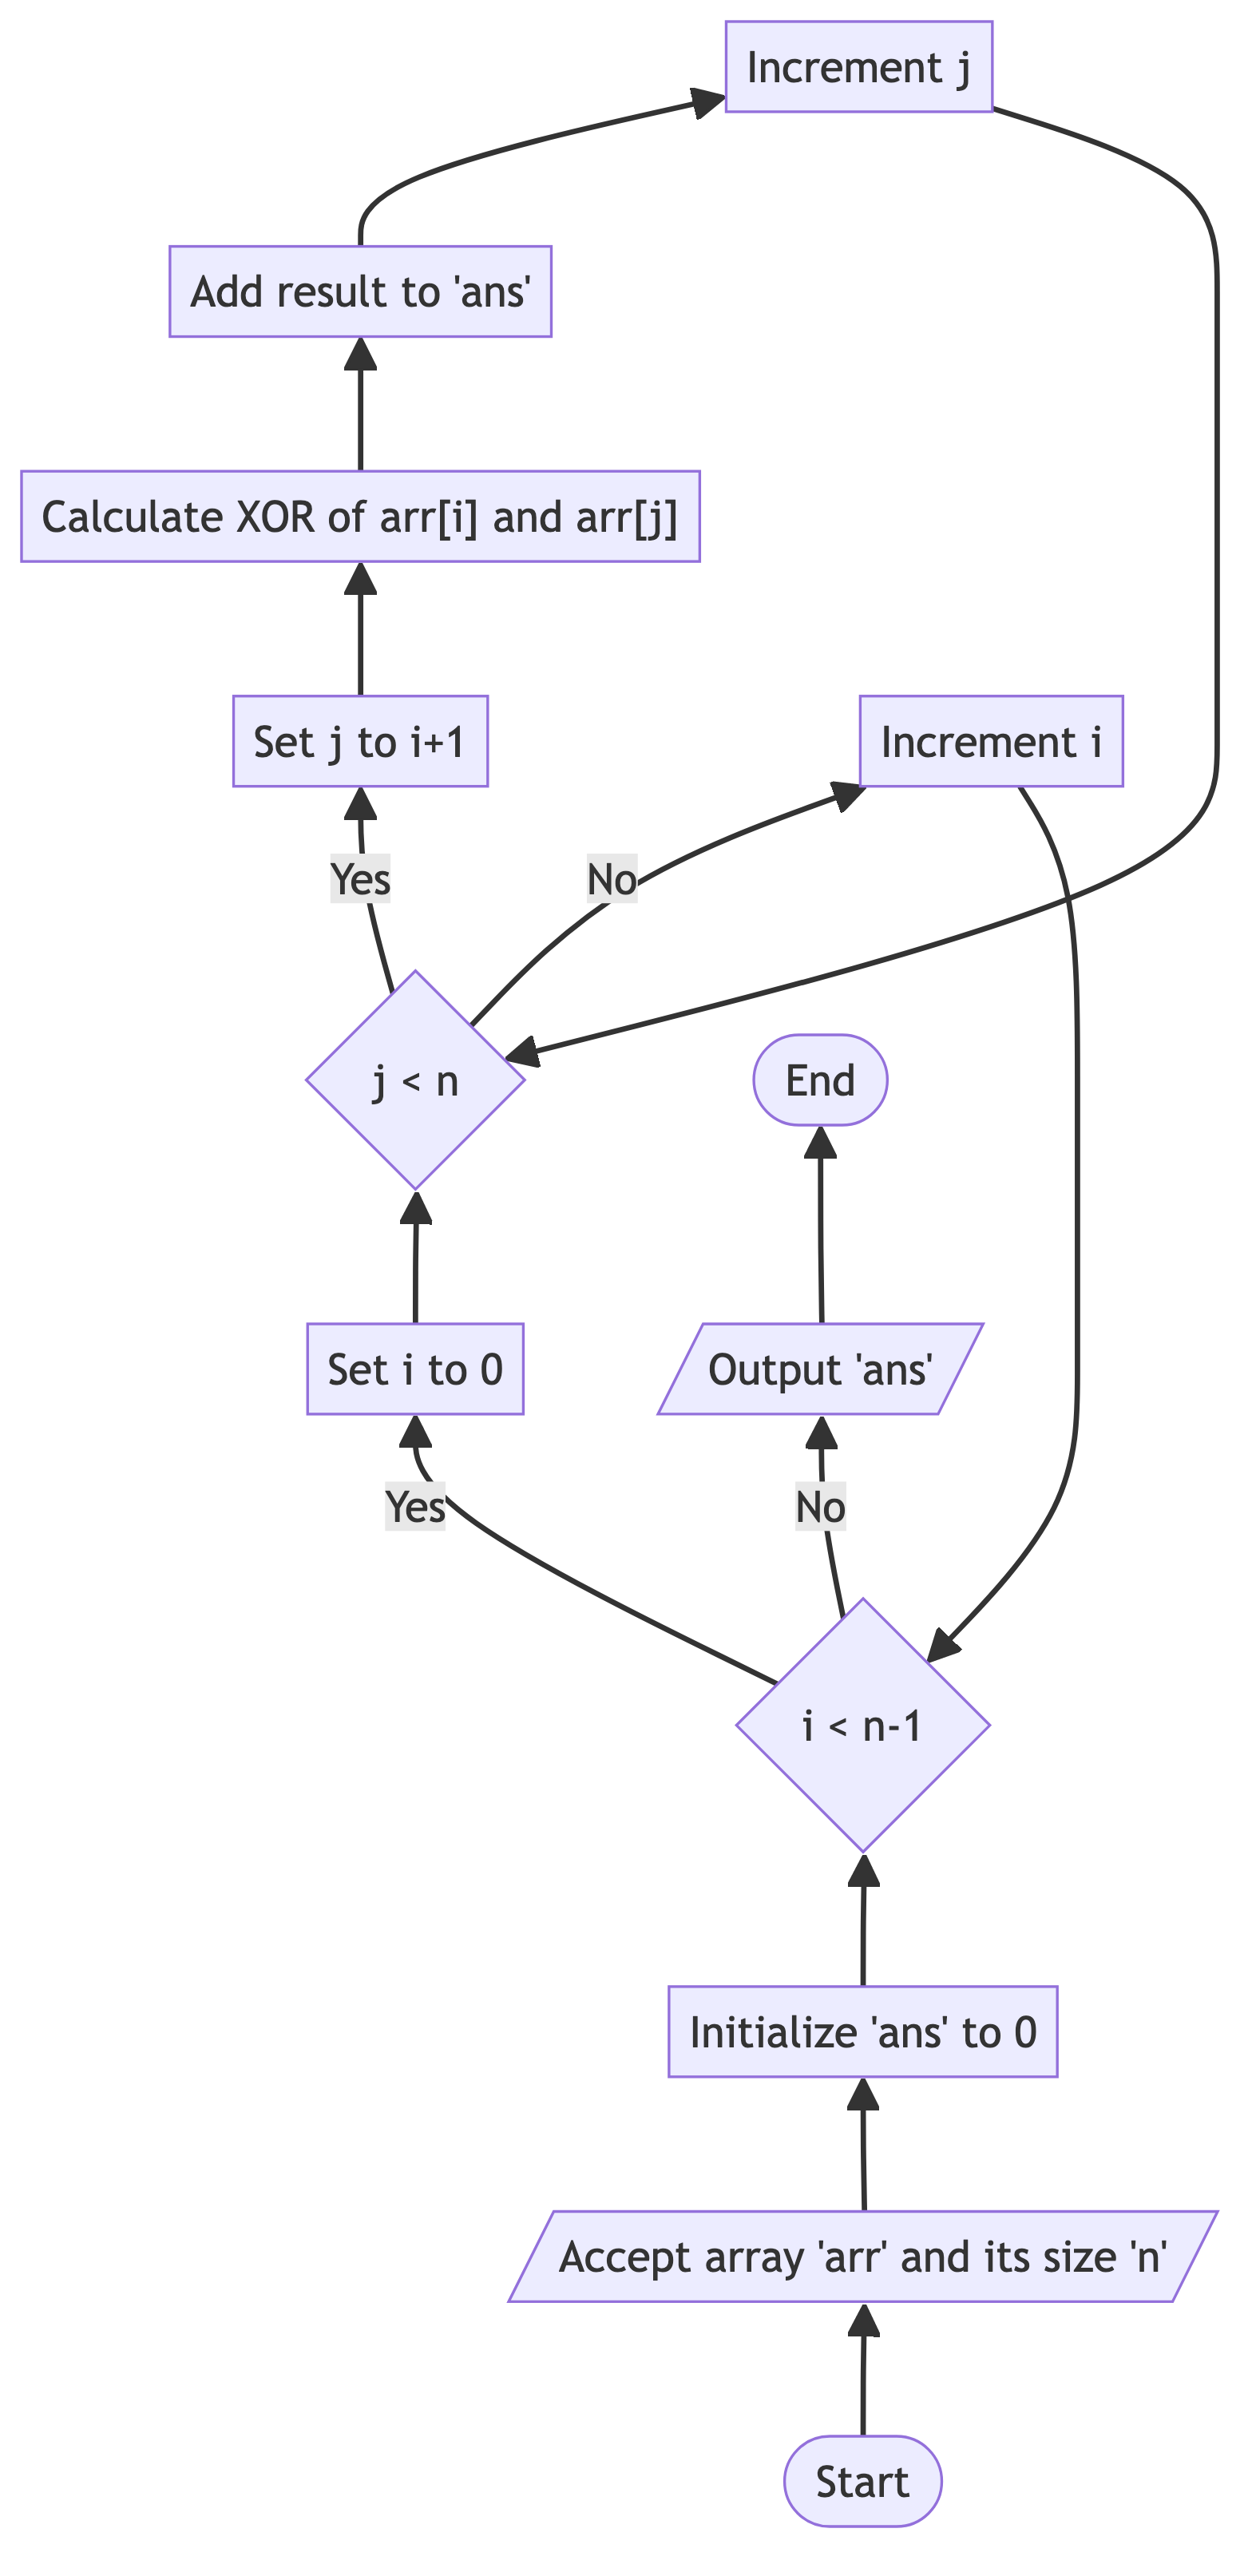 Increment j
Add result to 'ans'
Calculate XOR of arr[i] and arr[j]
Set j to i+1
Increment i
Yes
No
j < n
End
Set i to 0
Output 'ans'
Yes
No
i < n-1
Initialize 'ans' to 0
Accept array 'arr' and its size 'n'
Start